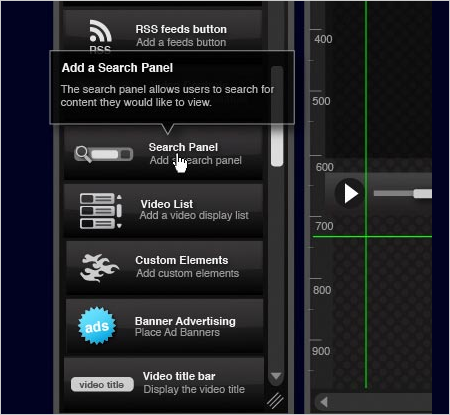 RSS feeds button
Add a feeds button
RSS
Add a Search Panel
The search panel allows users to search for
content they would like to view.
Search Panel
Add a search panel
Video List
Add a video display list
Custom Elements
Add custom elements
ads
Banner Advertising
Place Ad Banners
video title
Video title bar
Display the video title
400
500
600
700
800
900